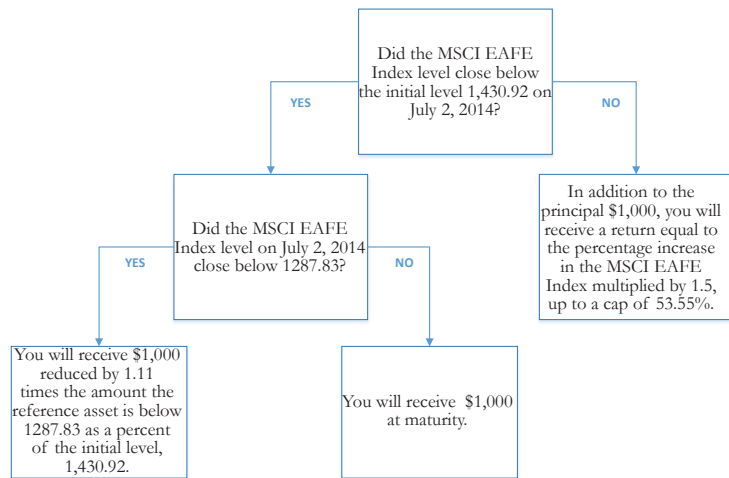 Did the MSCI EAFE
Index level close below
the initial level 1,430.92 on
July 2, 2014?
YES
NO
Did the MSCI EAFE
Index level on July 2, 2014
close below 1287.83?
In addition to the
principal $1,000, you will
receive a return equal to
the percentage increase
in the MSCI EAFE
Index multiplied by 1.5,
up to a cap of 53.55%.
YES
NO
You will receive $1,000
reduced by 1.11
times the amount the
reference asset is below
1287.83 as a percent
of the initial level,
1,430.92.
You will receive $1,000
at maturity.